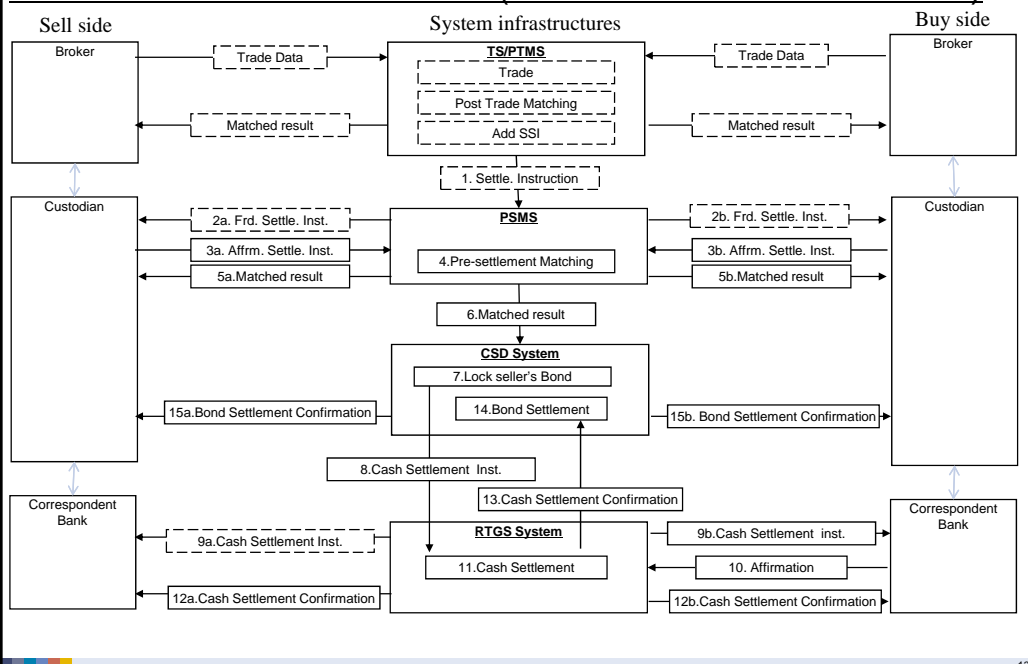 Sell side
System infrastructures
Buy side
Broker
TS/PTMS
Broker
Trade Data
Trade Data
Trade
Post Trade Matching
Matched result
Matched result
Add SSI
1. Settle. Instruction
Custodian
PSMS
Custodian
2a. Frd. Settle. Inst.
2b. Frd. Settle. Inst.
3a. Affrm. Settle. Inst.
3b. Affrm. Settle. Inst.
4.Pre-settlement Matching
5a.Matched result
5b.Matched result
6.Matched result
CSD System
7.Lock seller's Bond
14.Bond Settlement
15a.Bond Settlement Confirmation
15b. Bond Settlement Confirmation
8.Cash Settlement Inst.
13.Cash Settlement Confirmation
Correspondent
Bank
RTGS System
Correspondent
Bank
9a.Cash Settlement Inst.
9b.Cash Settlement inst.
11.Cash Settlement
10. Affirmation
12a.Cash Settlement Confirmation
12b.Cash Settlement Confirmation